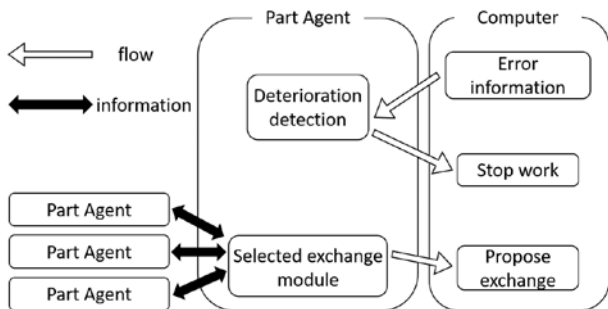 Part Agent
Computer
flow
information
Error
information
Deterioration
detection
Stop work
Part Agent
Part Agent
Part Agent
Selected exchange
module
Propose
exchange